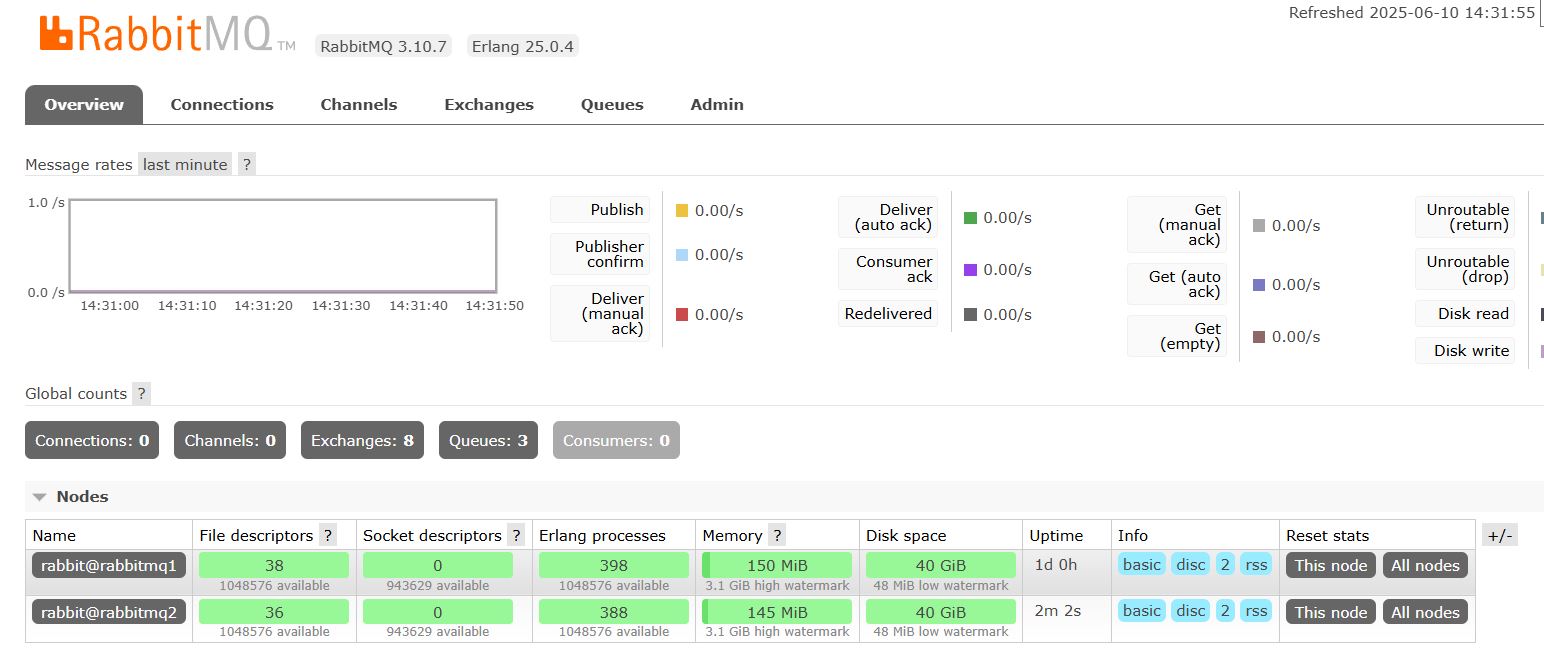 RabbitMQ TM RabbitMQ 3.10.7 Erlang 25.0.4
Refreshed 2025-06-10 14:31:55
Overview Connections Channels Exchanges Queues Admin
Message rates last minute ?
1.0 /s
0.0 /s
14:31:00 14:31:10 14:31:20 14:31:30 14:31:40 14:31:50
Publish 0.00/s
Publisher
confirm 0.00/s
Deliver
(manual
ack) 0.00/s
Deliver
(auto ack) 0.00/s
Consumer
ack 0.00/s
Redelivered 0.00/s
Get
(manual
ack) 0.00/s
Get (auto
ack) 0.00/s
Get
(empty) 0.00/s
Unroutable
(return)
Unroutable
(drop)
Disk read
Disk write
Global counts ?
Connections: 0 Channels: 0 Exchanges: 8 Queues: 3 Consumers: 0
Nodes
Name File descriptors ? Socket descriptors ? Erlang processes Memory ? Disk space Uptime Info Reset stats +/-
rabbit@rabbitmq1 38 0 398 150 MiB 40 GiB 1d 0h basic disc 2 rss This node All nodes
1048576 available 943629 available 1048576 available 3.1 GiB high watermark 48 MiB low watermark
rabbit@rabbitmq2 36 0 388 145 MiB 40 GiB 2m 2s basic disc 2 rss This node All nodes
1048576 available 943629 available 1048576 available 3.1 GiB high watermark 48 MiB low watermark